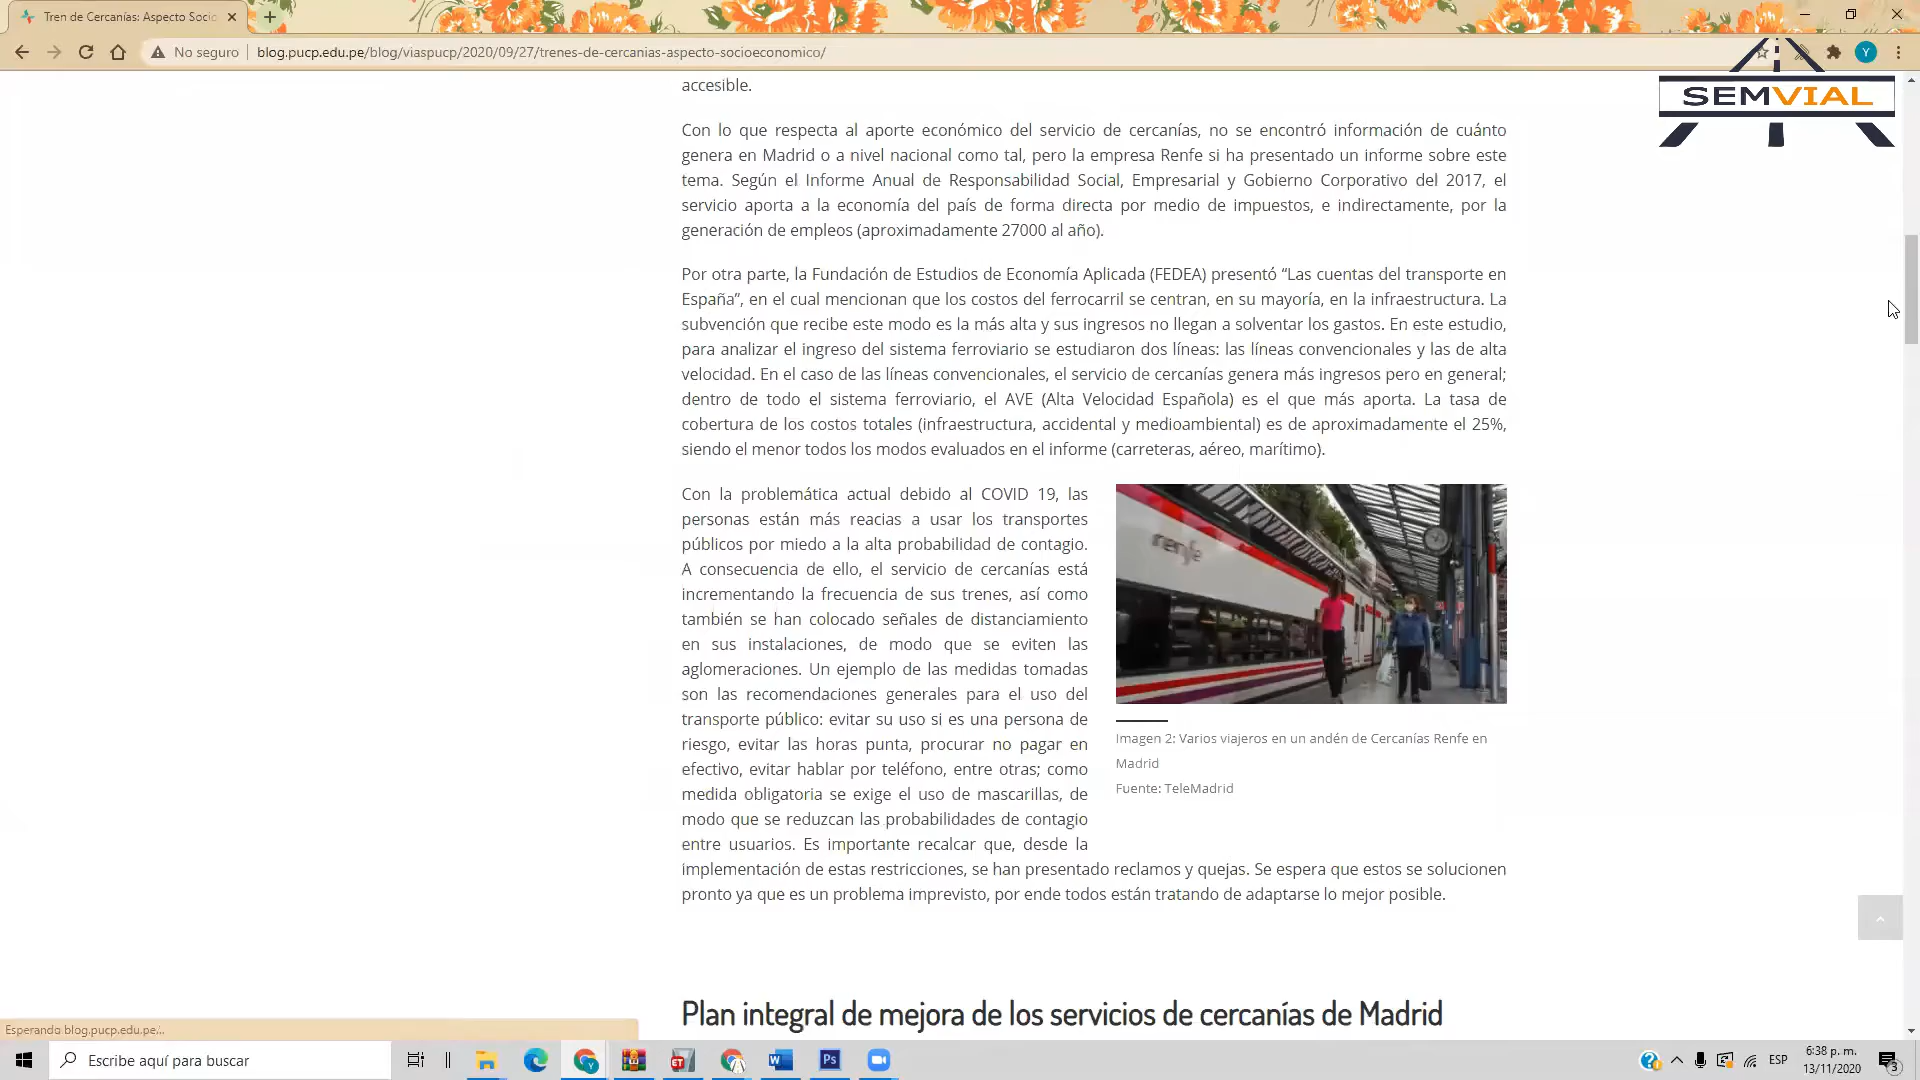 Tren de Cercanías: Aspecto Socio
No seguro
blog.pucp.edu.pe/blog/viaspucp/2020/09/27/trenes-de-cercanias-aspecto-socioeconomico/
Y
SEMVIAL
accesible.
Con lo que respecta al aporte económico del servicio de cercanías, no se encontró información de cuánto
genera en Madrid o a nivel nacional como tal, pero la empresa Renfe si ha presentado un informe sobre este
tema. Según el Informe Anual de Responsabilidad Social, Empresarial y Gobierno Corporativo del 2017, el
servicio aporta a la economía del país de forma directa por medio de impuestos, e indirectamente, por la
generación de empleos (aproximadamente 27000 al año).
Por otra parte, la Fundación de Estudios de Economía Aplicada (FEDEA) presentó “Las cuentas del transporte en
España”, en el cual mencionan que los costos del ferrocarril se centran, en su mayoría, en la infraestructura. La
subvención que recibe este modo es la más alta y sus ingresos no llegan a solventar los gastos. En este estudio,
para analizar el ingreso del sistema ferroviario se estudiaron dos líneas: las líneas convencionales y las de alta
velocidad. En el caso de las líneas convencionales, el servicio de cercanías genera más ingresos pero en general;
dentro de todo el sistema ferroviario, el AVE (Alta Velocidad Española) es el que más aporta. La tasa de
cobertura de los costos totales (infraestructura, accidental y medioambiental) es de aproximadamente el 25%,
siendo el menor todos los modos evaluados en el informe (carreteras, aéreo, marítimo).
Con la problemática actual debido al COVID 19, las
personas están más reacias a usar los transportes
públicos por miedo a la alta probabilidad de contagio.
A consecuencia de ello, el servicio de cercanías está
incrementando la frecuencia de sus trenes, así como
también se han colocado señales de distanciamiento
en sus instalaciones, de modo que se eviten las
aglomeraciones. Un ejemplo de las medidas tomadas
son las recomendaciones generales para el uso del
transporte público: evitar su uso si es una persona de
riesgo, evitar las horas punta, procurar no pagar en
efectivo, evitar hablar por teléfono, entre otras; como
medida obligatoria se exige el uso de mascarillas, de
modo que se reduzcan las probabilidades de contagio
entre usuarios. Es importante recalcar que, desde la
implementación de estas restricciones, se han presentado reclamos y quejas. Se espera que estos se solucionen
pronto ya que es un problema imprevisto, por ende todos están tratando de adaptarse lo mejor posible.
renfe
Imagen 2: Varios viajeros en un andén de Cercanías Renfe en
Madrid
Fuente: TeleMadrid
Plan integral de mejora de los servicios de cercanías de Madrid
Esperando blog.pucp.edu.pe/...
Escribe aquí para buscar
Y
ET
W
Ps
ESP
6:38 p. m.
13/11/2020
3